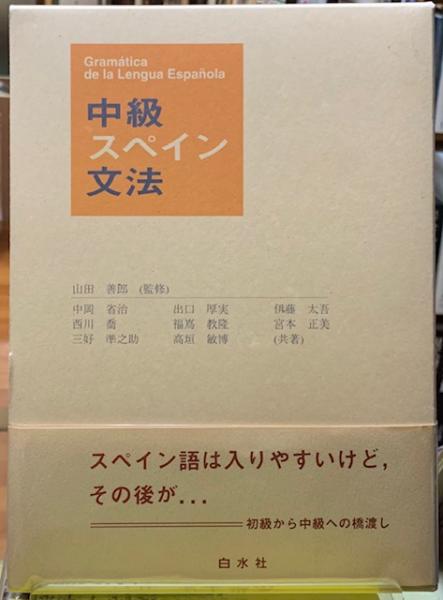 Gramática
de la Lengua Española
中級
スペイン
文法
山田 善郎 (監修)
中岡 省治 出口 厚実 伊藤 太吾
西川 喬 福嶌 教隆 宮本 正美
三好 準之助 高垣 敏博 (共著)
スペイン語は入りやすいけど，
その後が...
初級から中級への橋渡し
白水社